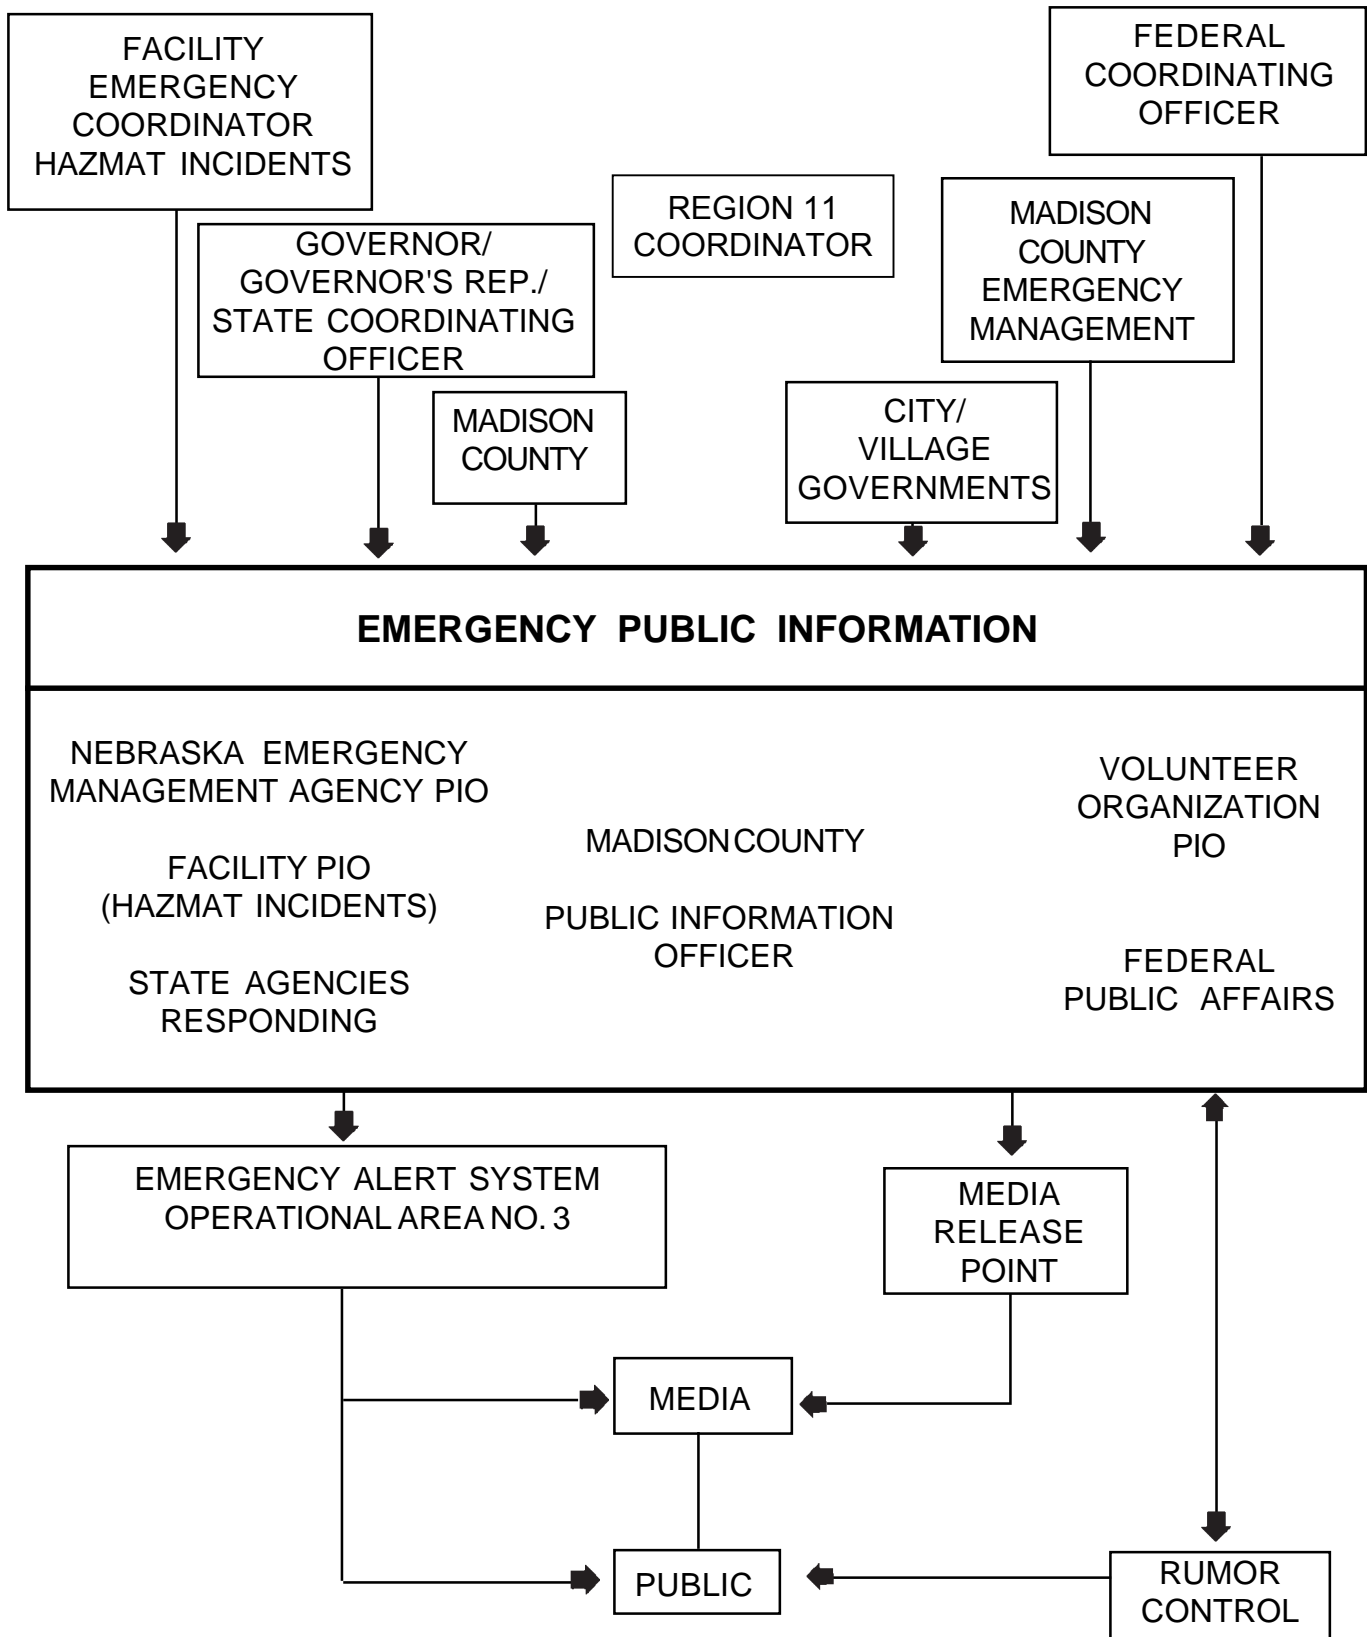 FACILITY
EMERGENCY
COORDINATOR
HAZMAT INCIDENTS
FEDERAL
COORDINATING
OFFICER
REGION 11
COORDINATOR
MADISON
COUNTY
EMERGENCY
MANAGEMENT
GOVERNOR/
GOVERNOR'S REP./
STATE COORDINATING
OFFICER
MADISON
COUNTY
CITY/
VILLAGE
GOVERNMENTS
EMERGENCY PUBLIC INFORMATION
NEBRASKA EMERGENCY
MANAGEMENT AGENCY PIO
FACILITY PIO
(HAZMAT INCIDENTS)
STATE AGENCIES
RESPONDING
MADISON COUNTY
PUBLIC INFORMATION
OFFICER
VOLUNTEER
ORGANIZATION
PIO
FEDERAL
PUBLIC AFFAIRS
EMERGENCY ALERT SYSTEM
OPERATIONAL AREA NO. 3
MEDIA
RELEASE
POINT
MEDIA
PUBLIC
RUMOR
CONTROL